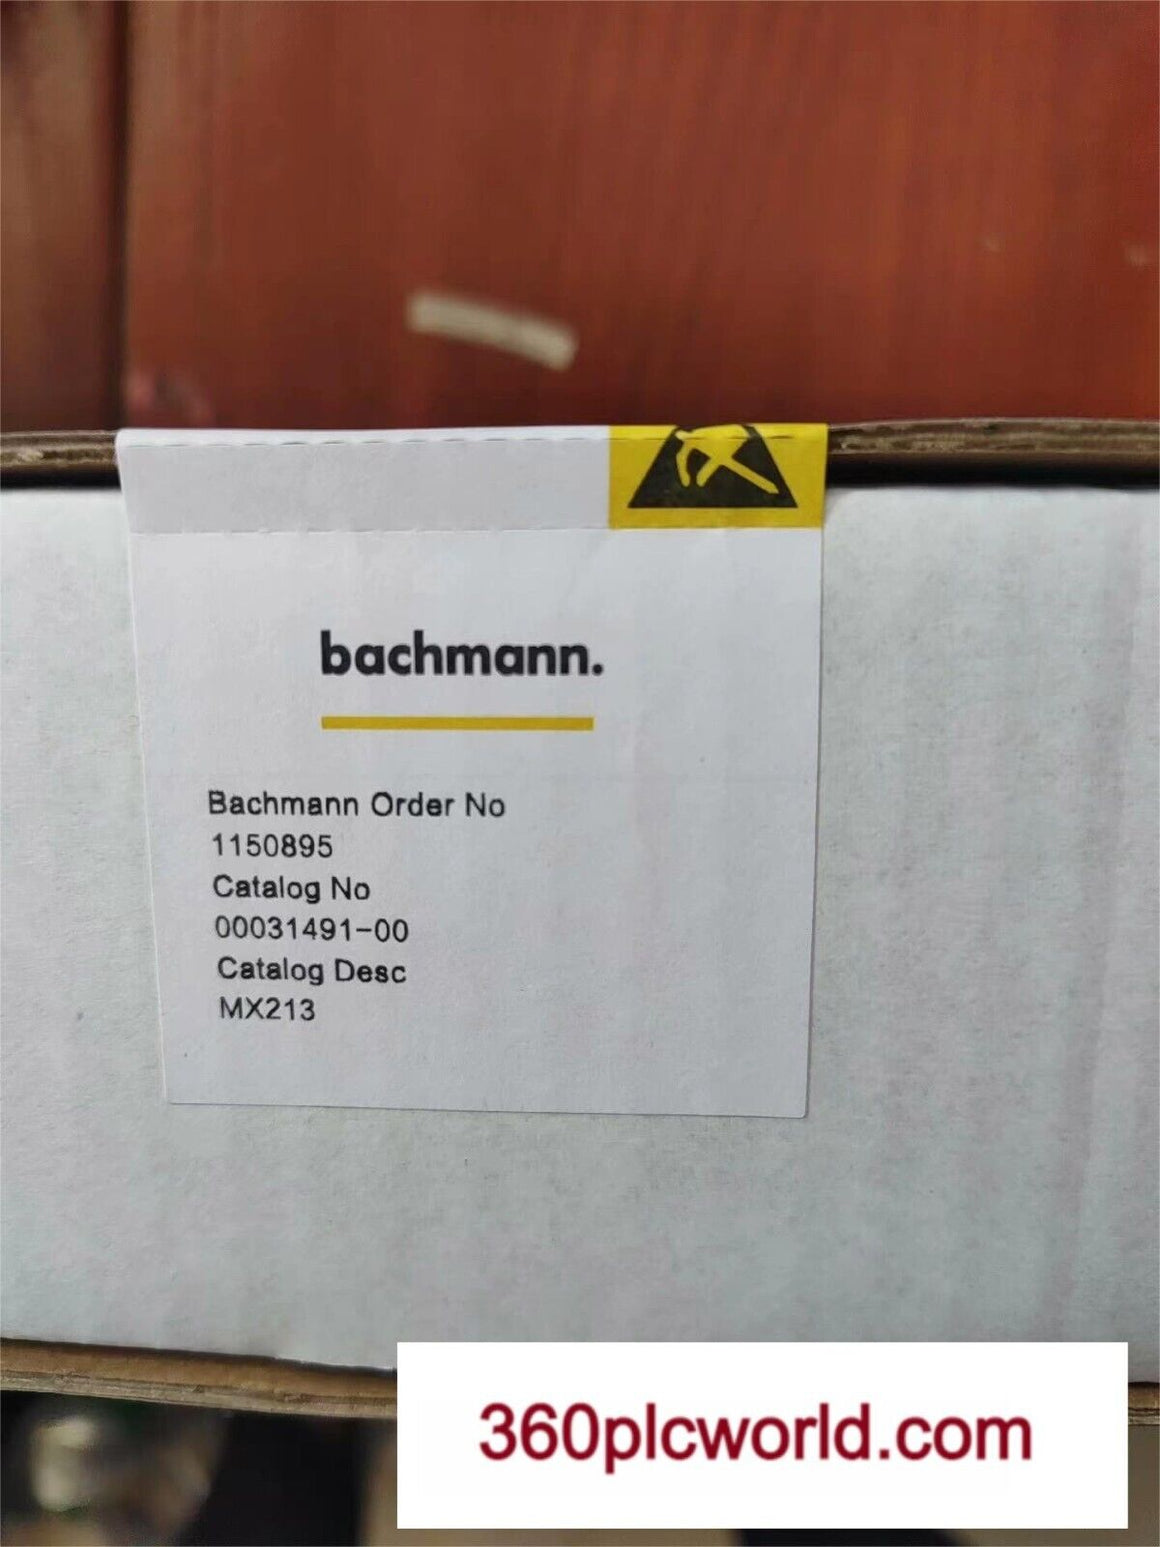 bachmann.
Bachmann Order No
1150895
Catalog No
00031491-00
Catalog Desc
MX213
360plcworld.com